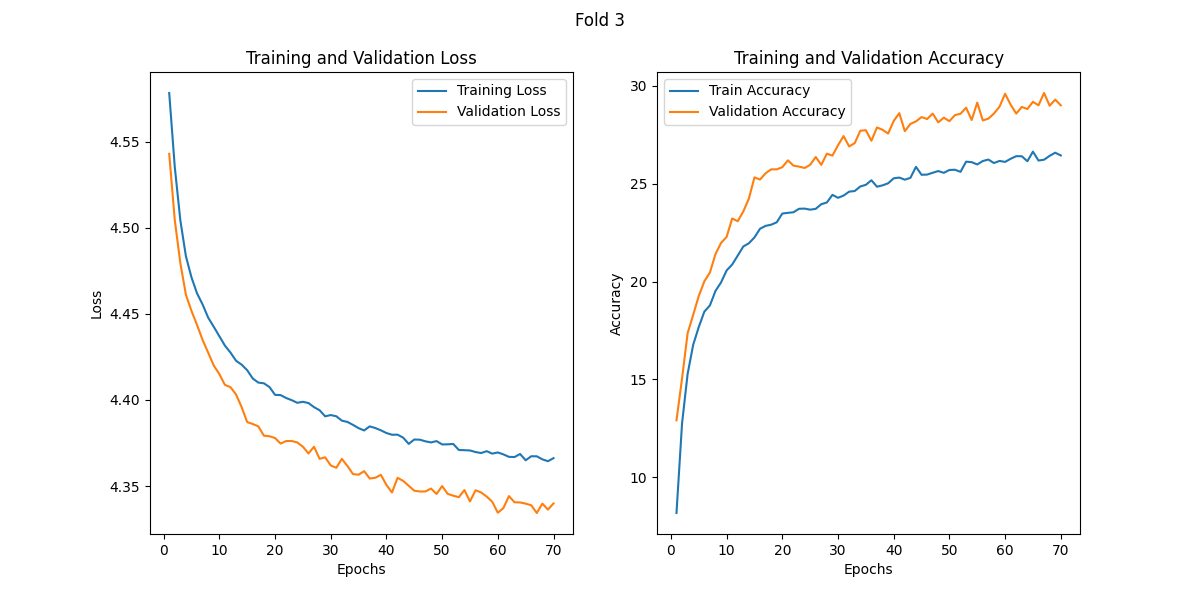 Fold 3
Training and Validation Loss
Training Loss
Validation Loss
Loss
4.55
4.50
4.45
4.40
4.35
0 10 20 30 40 50 60 70
Epochs
Training and Validation Accuracy
Train Accuracy
Validation Accuracy
Accuracy
30
25
20
15
10
0 10 20 30 40 50 60 70
Epochs